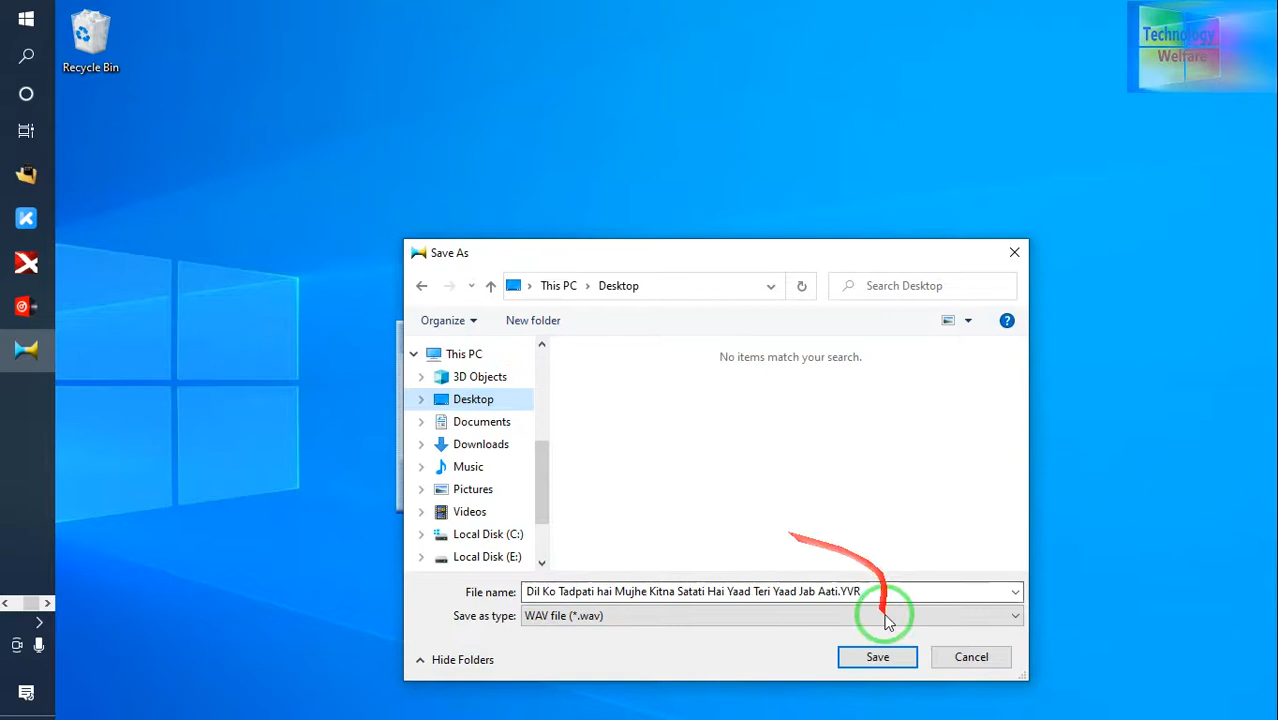 Recycle Bin
Technology
Welfare
Save As
This PC
Desktop
Search Desktop
Organize
New folder
This PC
3D Objects
Desktop
Documents
Downloads
Music
Pictures
Videos
Local Disk (C:)
Local Disk (E:)
No items match your search.
File name: Dil Ko Tadpati hai Mujhe Kitna Satati Hai Yaad Teri Yaad Jab Aati.YVR
Save as type: WAV file (*.wav)
Hide Folders
Save
Cancel